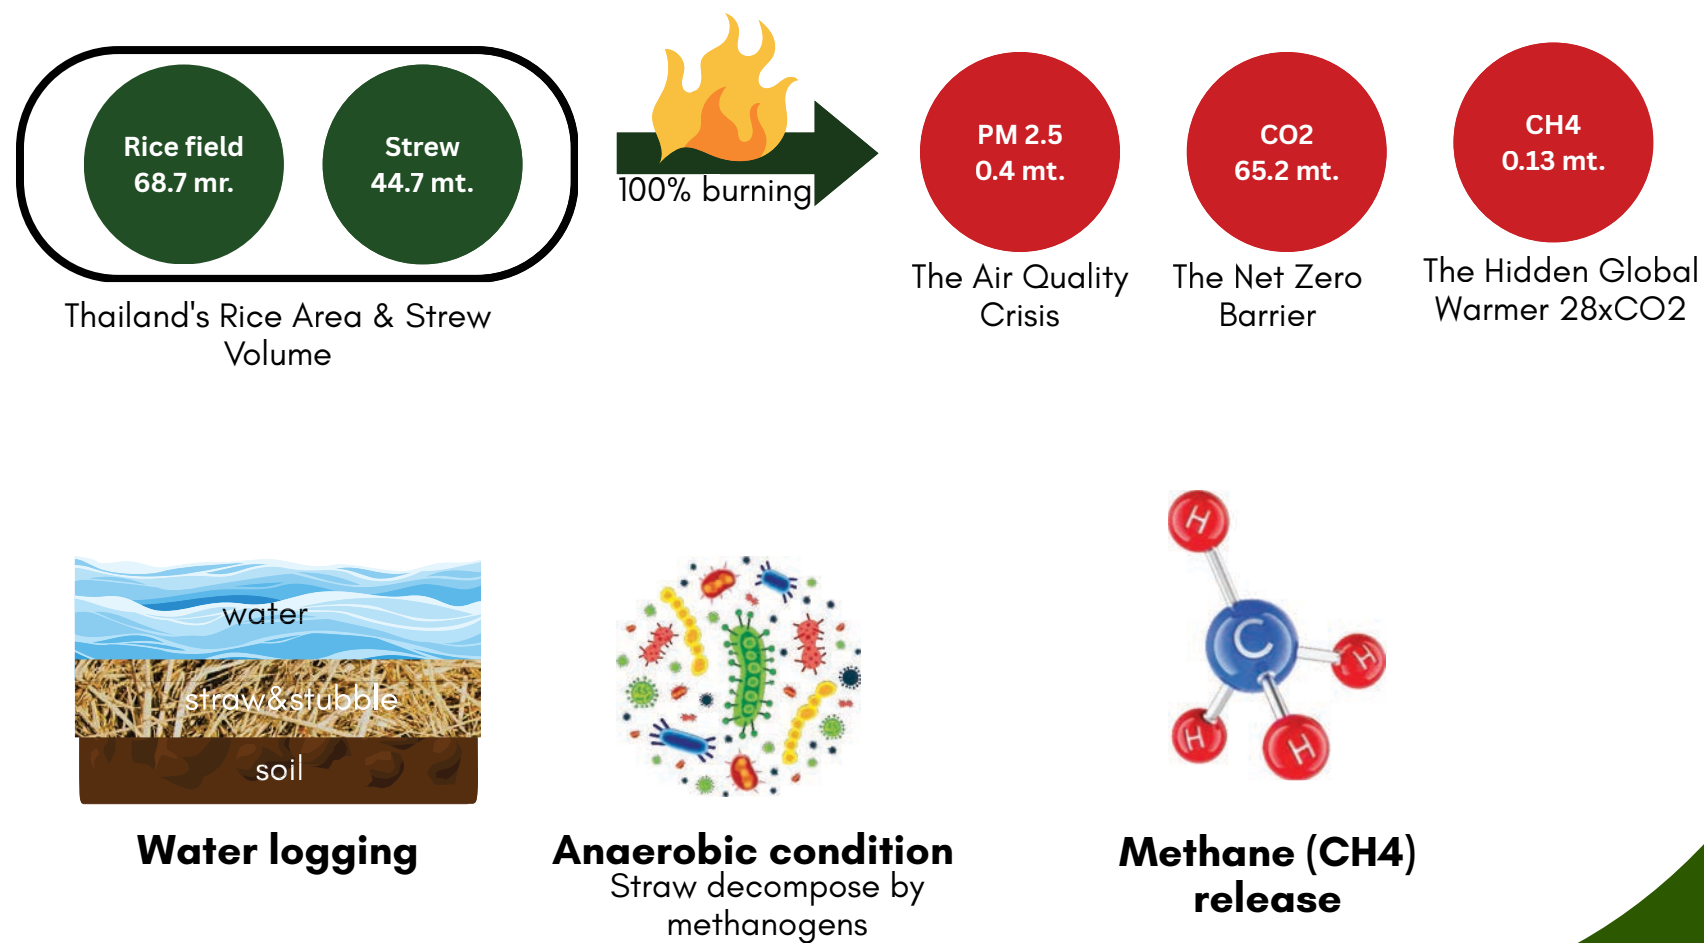 Rice field
68.7 mr.
Strew
44.7 mt.
Thailand's Rice Area & Strew
Volume
100% burning
PM 2.5
0.4 mt.
The Air Quality
Crisis
CO2
65.2 mt.
The Net Zero
Barrier
CH4
0.13 mt.
The Hidden Global
Warmer 28xCO2
water
straw&stubble
soil
Water logging
Anaerobic condition
Straw decompose by
methanogens
H
C
H
H
H
Methane (CH4)
release